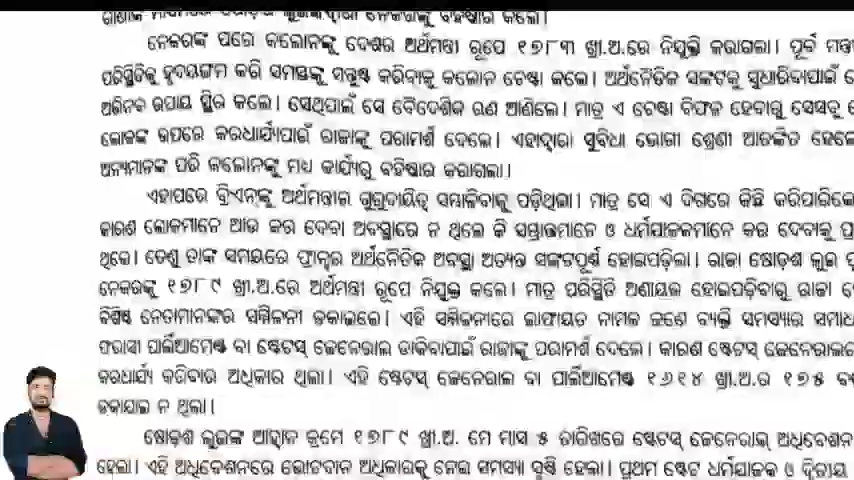 ନେକରଙ୍କ ପରେ କଲୋନଙ୍କୁ ଦେଶର ଅର୍ଥମନ୍ତ୍ରୀ ରୂପେ ୧୭୮୩ ଖ୍ରୀ.ଅ.ରେ ନିଯୁକ୍ତି କରାଗଲା। ପୂର୍ବ
ପରିସ୍ଥିତିକୁ ହୃଦୟଙ୍ଗମ କରି ସମସ୍ତଙ୍କୁ ସନ୍ତୁଷ୍ଟ କରିବାକୁ କଲୋନ ଚେଷ୍ଟା କଲେ। ଅର୍ଥନୈତିକ ସଙ୍କଟକୁ ସୁଧାରିବାପାଇଁ
ଅଭିନବ ଉପାୟ ସ୍ଥିର କଲେ। ସେଥିପାଇଁ ସେ ବୈଦେଶିକ ଋଣ ଆଣିଲେ। ମାତ୍ର ଏ ଚେଷ୍ଟା ବିଫଳ ହେବାରୁ ସେସବୁ
ଲୋକଙ୍କ ଉପରେ କରଧାର୍ଯ୍ୟପାଇଁ ରାଜାଙ୍କୁ ପରାମର୍ଶ ଦେଲେ। ଏହାଦ୍ବାରା ସୁବିଧା ଭୋଗୀ ଶ୍ରେଣୀ ଆତଙ୍କିତ ହେଲେ
ଅନ୍ୟମାନଙ୍କ ପରି କଲୋନଙ୍କୁ ମଧ୍ୟ କାର୍ଯ୍ୟରୁ ବହିଷ୍କାର କରାଗଲା।
ଏହାପରେ ବ୍ରିଏନ୍‌ଙ୍କୁ ଅର୍ଥମନ୍ତ୍ରୀର ଗୁରୁଦାୟିତ୍ବ ସମ୍ଭାଳିବାକୁ ପଡ଼ିଥିଲା। ମାତ୍ର ସେ ଏ ଦିଗରେ କିଛି
କାରଣ ଲୋକମାନେ ଆଉ କର ଦେବା ଅବସ୍ଥାରେ ନ ଥିଲେ କି ସମ୍ଭ୍ରାନ୍ତମାନେ ଓ ଧର୍ମଯାଜକମାନେ କର ଦେବାକୁ
ଥିଲେ। ତେଣୁ ତାଙ୍କ ସମୟରେ ଫ୍ରାନ୍ସର ଆର୍ଥନୈତିକ ଅବସ୍ଥା ଅତ୍ୟନ୍ତ ସଙ୍କଟପୂର୍ଣ୍ଣ ହୋଇପଡ଼ିଲା। ରାଜା ଷୋଡ଼ଶ ଲୁଇ
ନେକରଙ୍କୁ ୧୭୮୯ ଖ୍ରୀ.ଅ.ରେ ଅର୍ଥମନ୍ତ୍ରୀ ରୂପେ ନିଯୁକ୍ତ କଲେ। ମାତ୍ର ପରିସ୍ଥିତି ଅଣାୟତ୍ତ ହୋଇପଡ଼ିବାରୁ ରାଜା
ବିଶିଷ୍ଟ ନେତାମାନଙ୍କର ସମ୍ମିଳନୀ ଡକାଇଲେ। ଏହି ସମ୍ମିଳନୀରେ ଲାଫାୟତ ନାମକ ଜଣେ ବ୍ୟକ୍ତି ସମସ୍ୟାର
ଫରାସୀ ପାର୍ଲିଆମେଣ୍ଟ ବା ଷ୍ଟେଟସ୍ ଜେନେରାଲ ଡାକିବାପାଇଁ ରାଜାଙ୍କୁ ପରାମର୍ଶ ଦେଲେ। କାରଣ ଷ୍ଟେଟସ୍
କରଧାର୍ଯ୍ୟ କରିବାର ଅଧିକାର ଥିଲା। ଏହି ଷ୍ଟେଟସ୍ ଜେନେରାଲ ବା ପାର୍ଲିଆମେଣ୍ଟ ୧୬୧୪ ଖ୍ରୀ.ଅ.ର ୧୭୫
ଡକାଯାଇ ନ ଥିଲା।
ଷୋଡ଼ଶ ଲୁଇଙ୍କ ଆହ୍ବାନ କ୍ରମେ ୧୭୮୯ ଖ୍ରୀ.ଅ. ମେ ମାସ ୫ ତାରିଖରେ ଷ୍ଟେଟସ୍ ଜେନେରାଲ୍ ଅଧିବେଶନ
ହେଲା। ଏହି ଅଧିବେଶନରେ ଭୋଟଦାନ ଅଧିକାରକୁ ନେଇ ସମସ୍ୟା ସୃଷ୍ଟି ହେଲା। ପ୍ରଥମ ଷ୍ଟେଟ ଧର୍ମଯାଜକ ଓ ଦ୍ବିତୀୟ